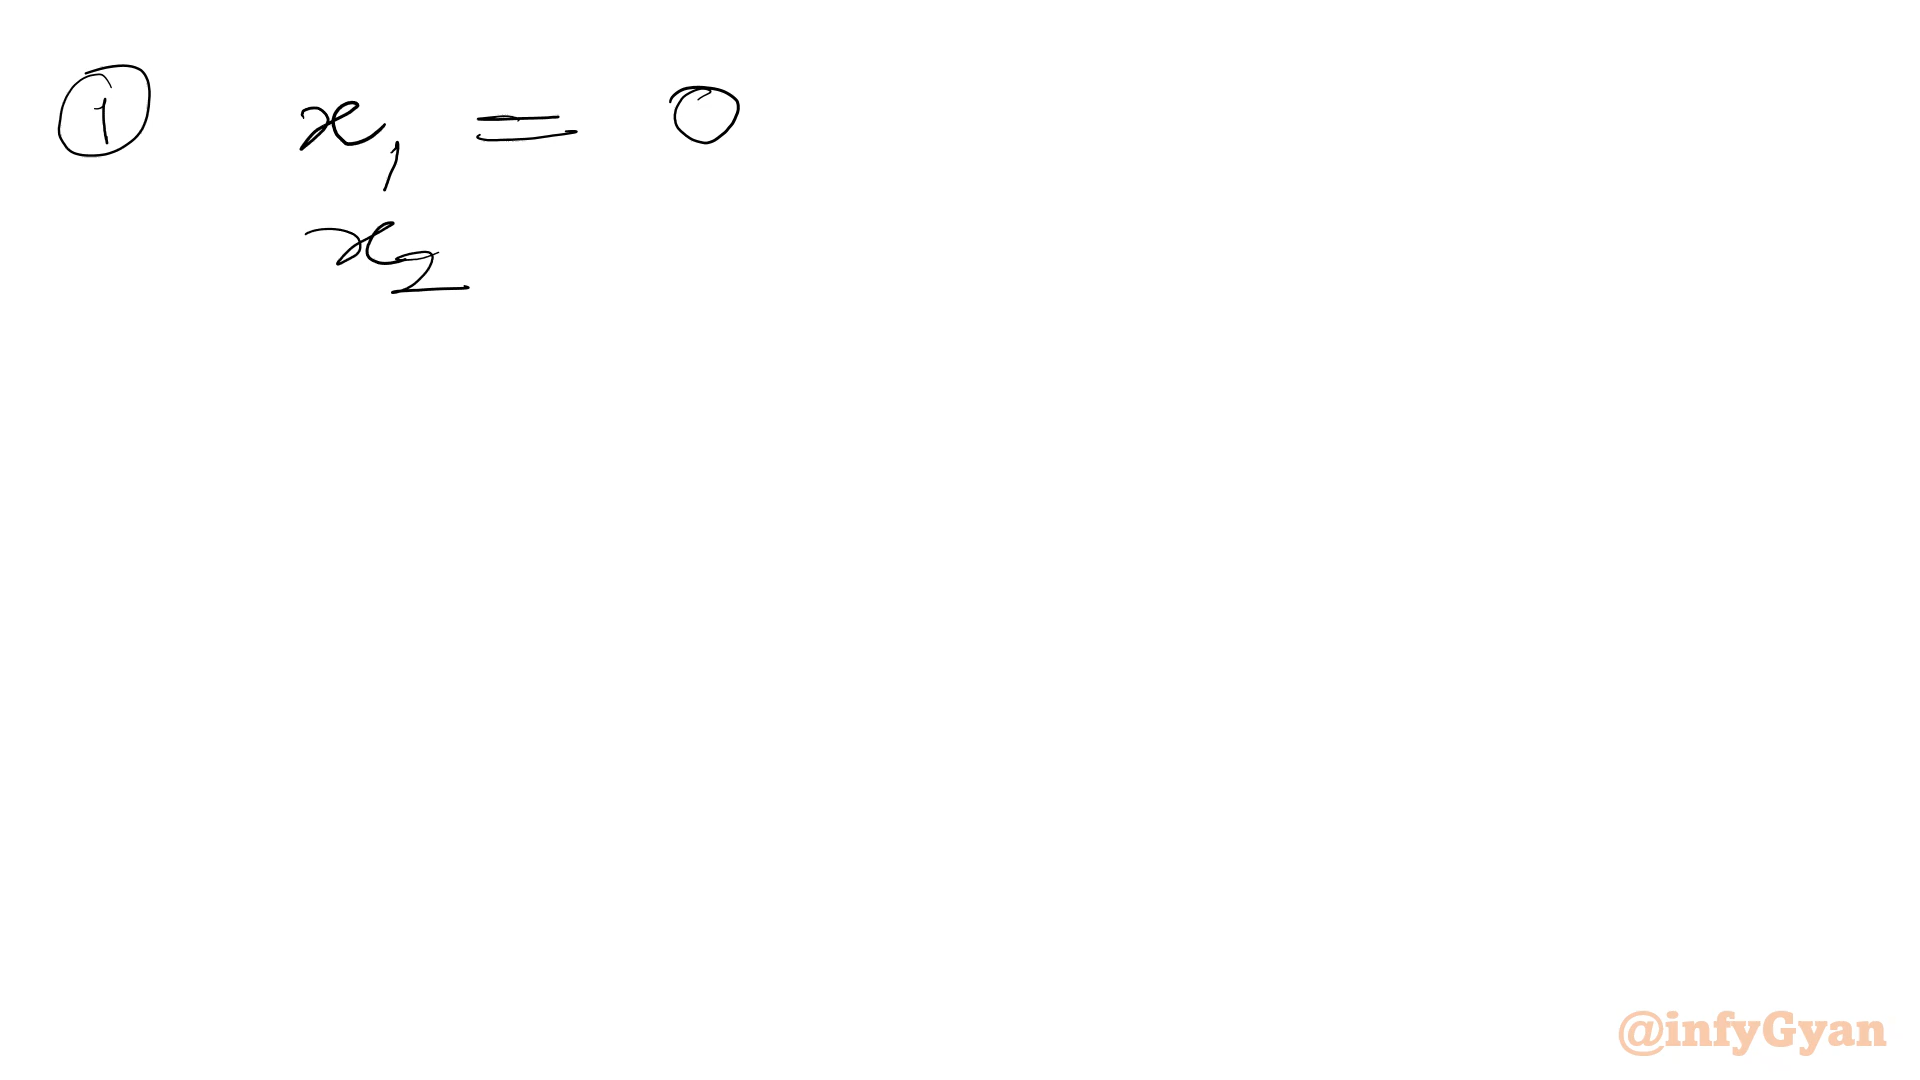 ① x₁ = 0
x₂
@infyGyan